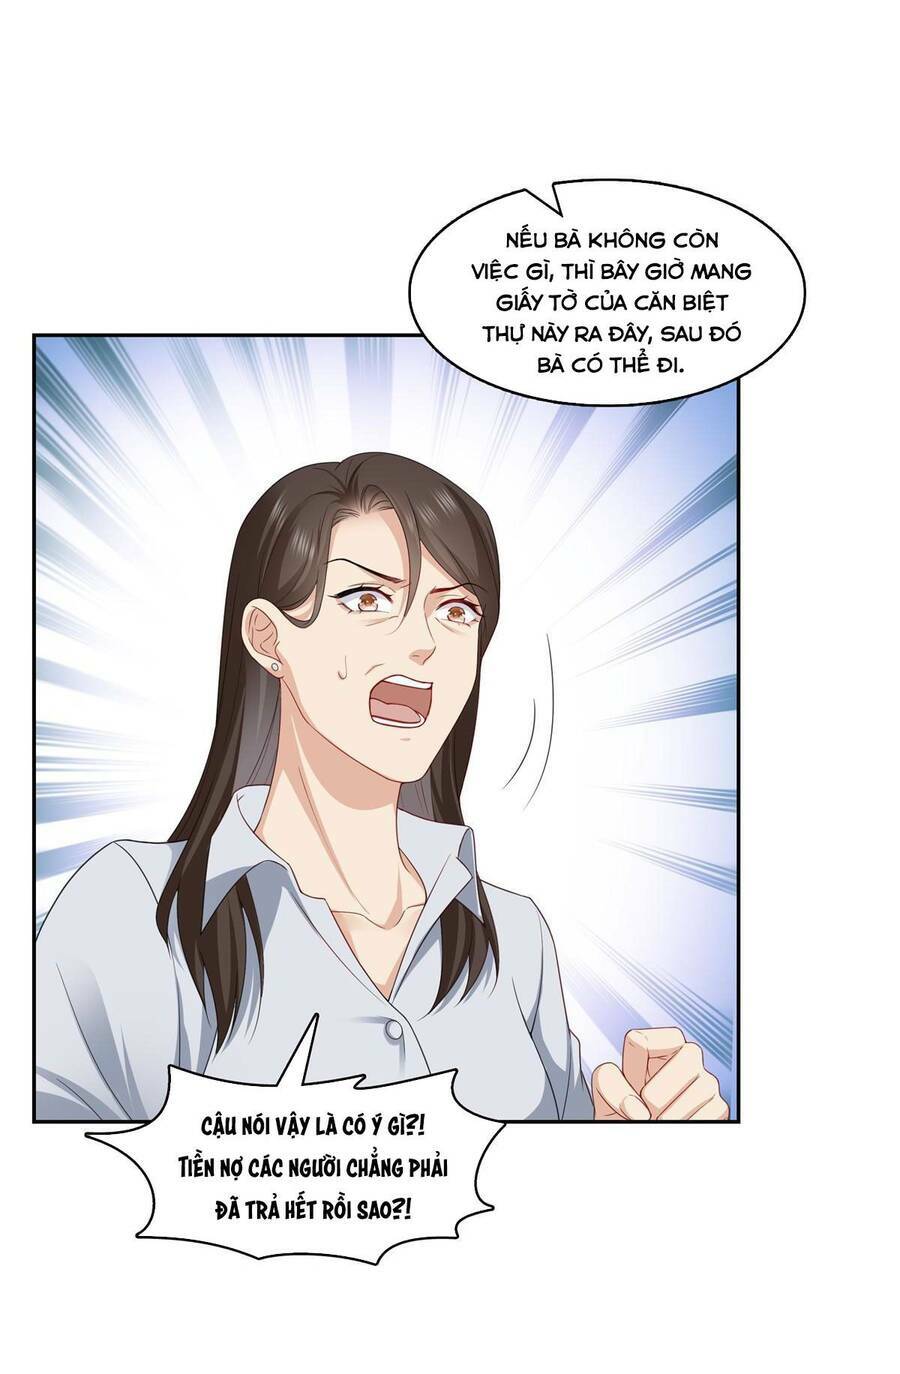 NẾU BÀ KHÔNG CÒN
VIỆC GÌ, THÌ BÂY GIỜ MANG
GIẤY TỜ CỦA CĂN BIỆT
THỰ NÀY RA ĐÂY, SAU ĐÓ
BÀ CÓ THỂ ĐI.
CẬU NÓI VẬY LÀ CÓ Ý GÌ?!
TIỀN NỢ CÁC NGƯỜI CHẲNG PHẢI
ĐÃ TRẢ HẾT RỒI SAO?!